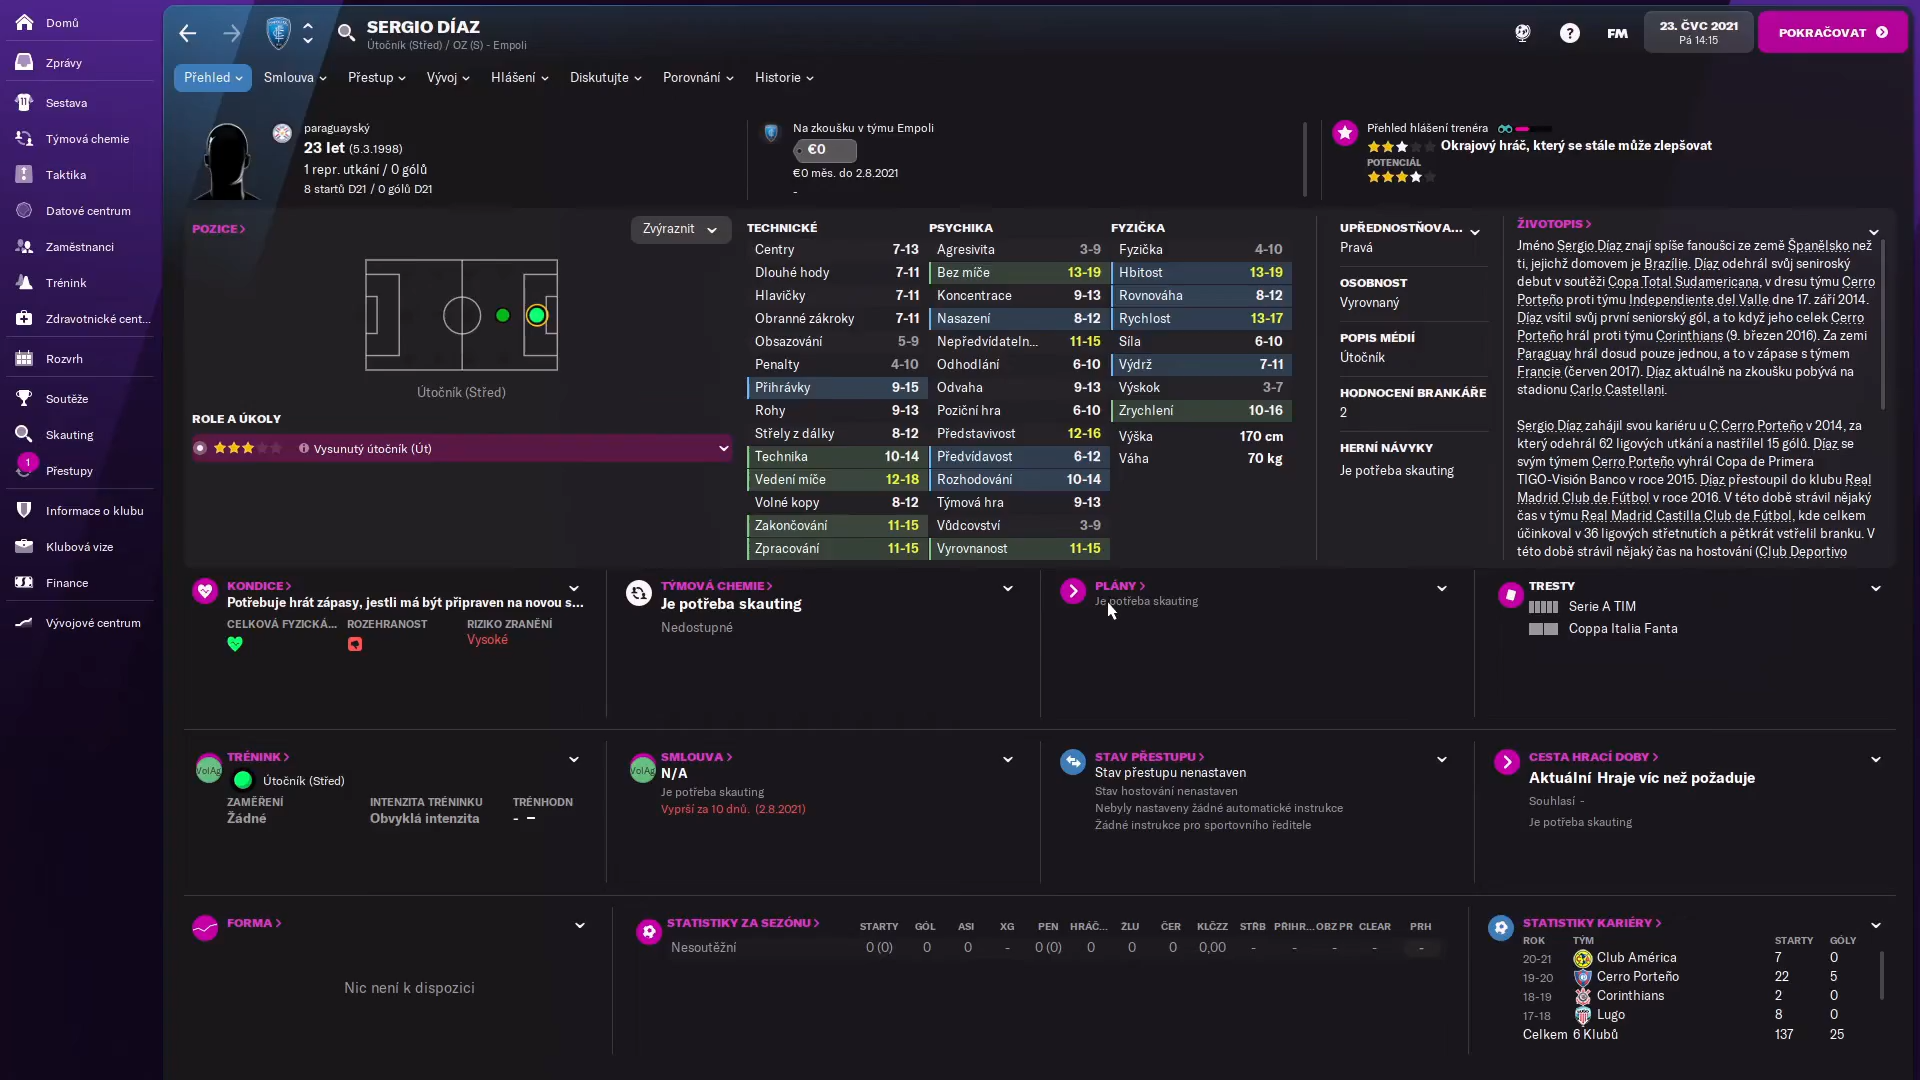 Domů
Zprávy
Sestava
Týmová chemie
Taktika
Datové centrum
Zaměstnanci
Trénink
Zdravotnické cent...
Rozvrh
Soutěže
Skauting
1
Přestupy
Informace o klubu
Klubová vize
Finance
Vývojové centrum
SERGIO DÍAZ
Útočník (Střed) / OZ (S) - Empoli
FM
23. ČVC 2021
Pá 14:15
POKRAČOVAT
Přehled
Smlouva
Přestup
Vývoj
Hlášení
Diskutujte
Porovnání
Historie
paraguayský
23 let (5.3.1998)
1 repr. utkání / 0 gólů
8 startů D21 / 0 gólů D21
Na zkoušku v týmu Empoli
€0
€0 měs. do 2.8.2021
-
Přehled hlášení trenéra
Okrajový hráč, který se stále může zlepšovat
POTENCIÁL
POZICE
Zvýraznit
Útočník (Střed)
ROLE A ÚKOLY
Vysunutý útočník (Út)
TECHNICKÉ
Centry 7-13
Dlouhé hody 7-11
Hlavičky 7-11
Obranné zákroky 7-11
Obsazování 5-9
Penalty 4-10
Přihrávky 9-15
Rohy 9-13
Střely z dálky 8-12
Technika 10-14
Vedení míče 12-18
Volné kopy 8-12
Zakončování 11-15
Zpracování 11-15
PSYCHIKA
Agresivita 3-9
Bez míče 13-19
Koncentrace 9-13
Nasazení 8-12
Nepředvídateln... 11-15
Odhodlání 6-10
Odvaha 9-13
Poziční hra 6-10
Představivost 12-16
Předvídavost 6-12
Rozhodování 10-14
Týmová hra 9-13
Vůdcovství 3-9
Vyrovnanost 11-15
FYZIČKA
Fyzička 4-10
Hbitost 13-19
Rovnováha 8-12
Rychlost 13-17
Síla 6-10
Výdrž 7-11
Výskok 3-7
Zrychlení 10-16
Výška 170 cm
Váha 70 kg
UPŘEDNOSTŇOVA...
Pravá
OSOBNOST
Vyrovnaný
POPIS MÉDIÍ
Útočník
HODNOCENÍ BRANKÁŘE
2
HERNÍ NÁVYKY
Je potřeba skauting
ŽIVOTOPIS
Jméno Sergio Díaz znají spíše fanoušci ze země Španělsko než
ti, jejichž domovem je Brazílie. Díaz odehrál svůj seniroský
debut v soutěži Copa Total Sudamericana, v dresu týmu Cerro
Porteño proti týmu Independiente del Valle dne 17. září 2014.
Díaz vsítil svůj první seniorský gól, a to když jeho celek Cerro
Porteño hrál proti týmu Corinthians (9. březen 2016). Za zemi
Paraguay hrál dosud pouze jednou, a to v zápase s týmem
Francie (červen 2017). Díaz aktuálně na zkoušku pobývá na
stadionu Carlo Castellani.
Sergio Díaz zahájil svou kariéru u C Cerro Porteño v 2014, za
který odehrál 62 ligových utkání a nastřílel 15 gólů. Díaz se
svým týmem Cerro Porteño vyhrál Copa de Primera
TIGO-Visión Banco v roce 2015. Díaz přestoupil do klubu Real
Madrid Club de Fútbol v roce 2016. V této době strávil nějaký
čas v týmu Real Madrid Castilla Club de Fútbol, kde celkem
účinkoval v 36 ligových střetnutích a pětkrát vstřelil branku. V
této době strávil nějaký čas na hostování (Club Deportivo
KONDICE
Potřebuje hrát zápasy, jestli má být připraven na novou s...
CELKOVÁ FYZICKÁ... ROZEHRANOST RIZIKO ZRANĚNÍ
Vysoké
TÝMOVÁ CHEMIE
Je potřeba skauting
Nedostupné
PLÁNY
Je potřeba skauting
TRESTY
Serie A TIM
Coppa Italia Fanta
TRÉNINK
VolAg
Útočník (Střed)
ZAMĚŘENÍ INTENZITA TRÉNINKU TRÉNHODN
Žádné Obvyklá intenzita -
SMLOUVA
VolAg
N/A
Je potřeba skauting
Vyprší za 10 dnů. (2.8.2021)
STAV PŘESTUPU
Stav přestupu nenastaven
Stav hostování nenastaven
Nebyly nastaveny žádné automatické instrukce
Žádné instrukce pro sportovního ředitele
CESTA HRACÍ DOBY
Aktuální Hraje víc než požaduje
Souhlasí -
Je potřeba skauting
FORMA
Nic není k dispozici
STATISTIKY ZA SEZÓNU STARTY GÓL ASI XG PEN HRÁČ... ŽLU ČER KLČZZ STŘB PŘIHR... OBZ PR CLEAR PRH
Nesoutěžní 0 (0) 0 0 - 0 (0) 0 0 0 0,00 - - - - -
STATISTIKY KARIÉRY
ROK TÝM STARTY GÓLY
20-21 Club América 7 0
19-20 Cerro Porteño 22 5
18-19 Corinthians 2 0
17-18 Lugo 8 0
Celkem 6 Klubů 137 25